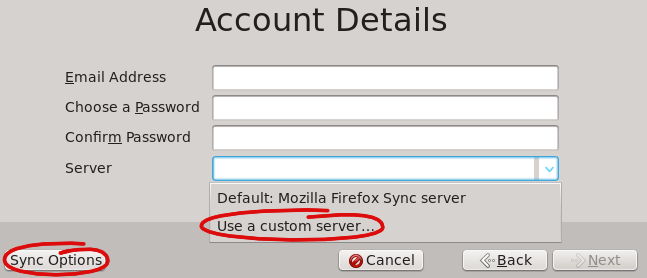 Account Details
Email Address
Choose a Password
Confirm Password
Server
Default: Mozilla Firefox Sync server
Use a custom server...
Sync Options Cancel Back Next